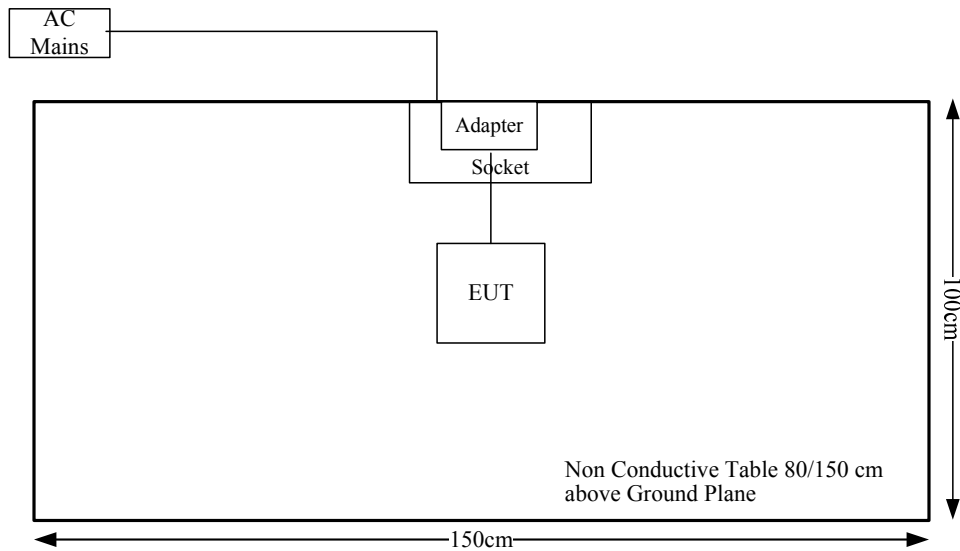 AC
Mains
Adapter
Socket
EUT
100cm
Non Conductive Table 80/150 cm
above Ground Plane
150cm